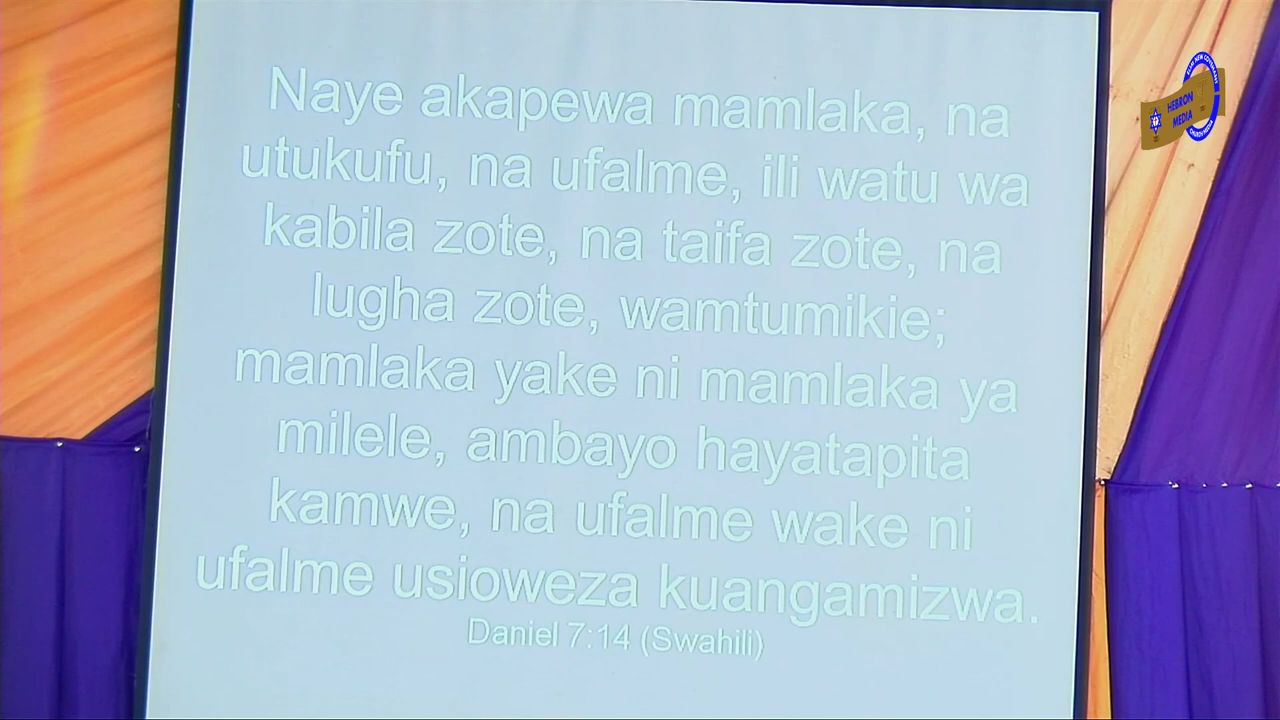 Naye akapewa mamlaka, na
utukufu, na ufalme, ili watu wa
kabila zote, na taifa zote, na
lugha zote, wamtumikie;
mamlaka yake ni mamlaka ya
milele, ambayo hayatapita
kamwe, na ufalme wake ni
ufalme usioweza kuangamizwa.
Daniel 7:14 (Swahili)
HEBRON
MEDIA